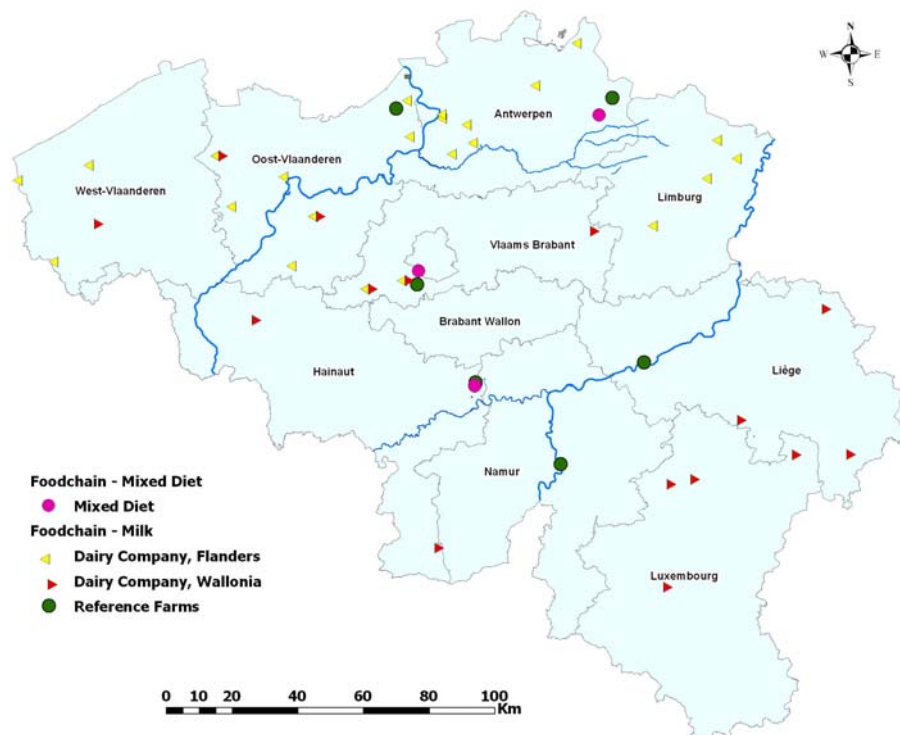 N
W E
S
Antwerpen
Oost-Vlaanderen
West-Vlaanderen
Limburg
Vlaams Brabant
Brabant Wallon
Hainaut
Liège
Namur
Luxembourg
Foodchain - Mixed Diet
Mixed Diet
Foodchain - Milk
Dairy Company, Flanders
Dairy Company, Wallonia
Reference Farms
0 10 20 40 60 80 100
Km